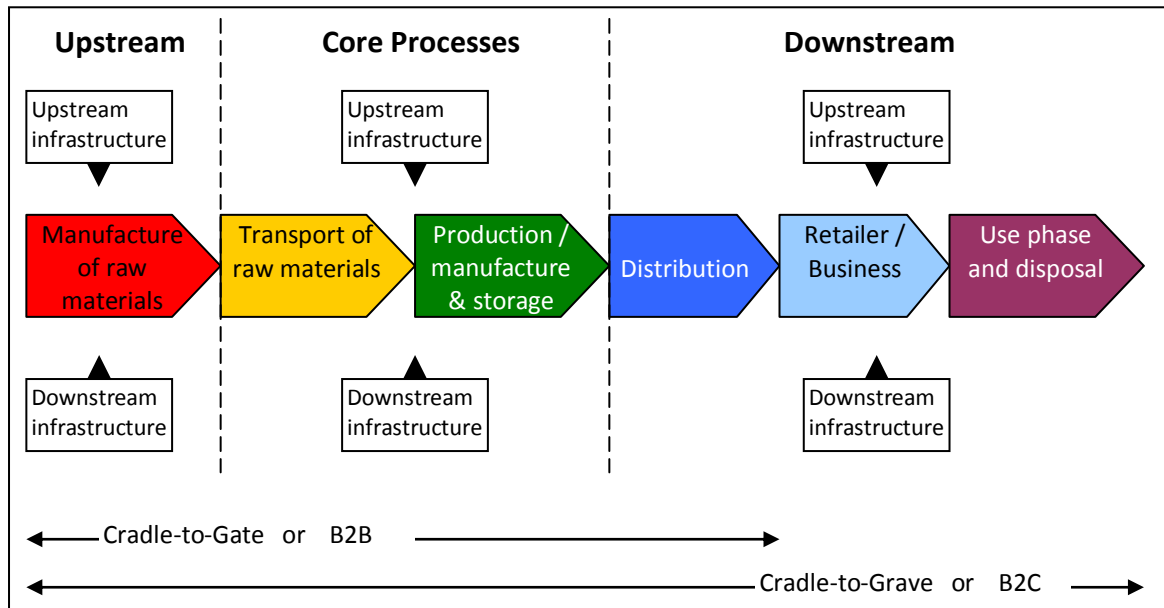 Upstream
Core Processes
Downstream
Upstream
infrastructure
Upstream
infrastructure
Upstream
infrastructure
Manufacture
of raw
materials
Transport of
raw materials
Production /
manufacture
& storage
Distribution
Retailer /
Business
Use phase
and disposal
Downstream
infrastructure
Downstream
infrastructure
Downstream
infrastructure
Cradle-to-Gate or B2B
Cradle-to-Grave or B2C